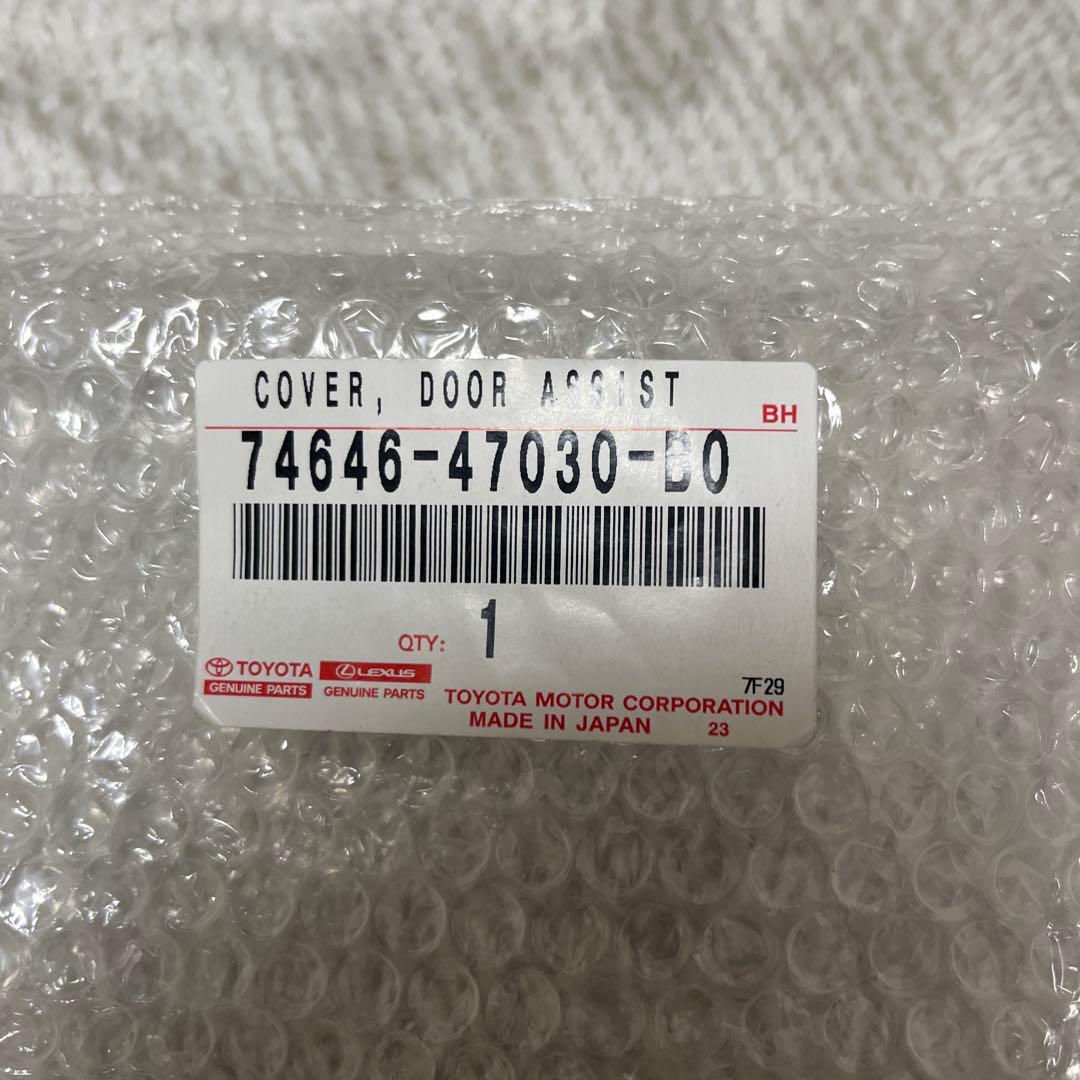 COVER, DOOR ASSIST
BH
74646-47030-B0
QTY: 1
TOYOTA LEXUS
GENUINE PARTS GENUINE PARTS
7F29
TOYOTA MOTOR CORPORATION
MADE IN JAPAN 23